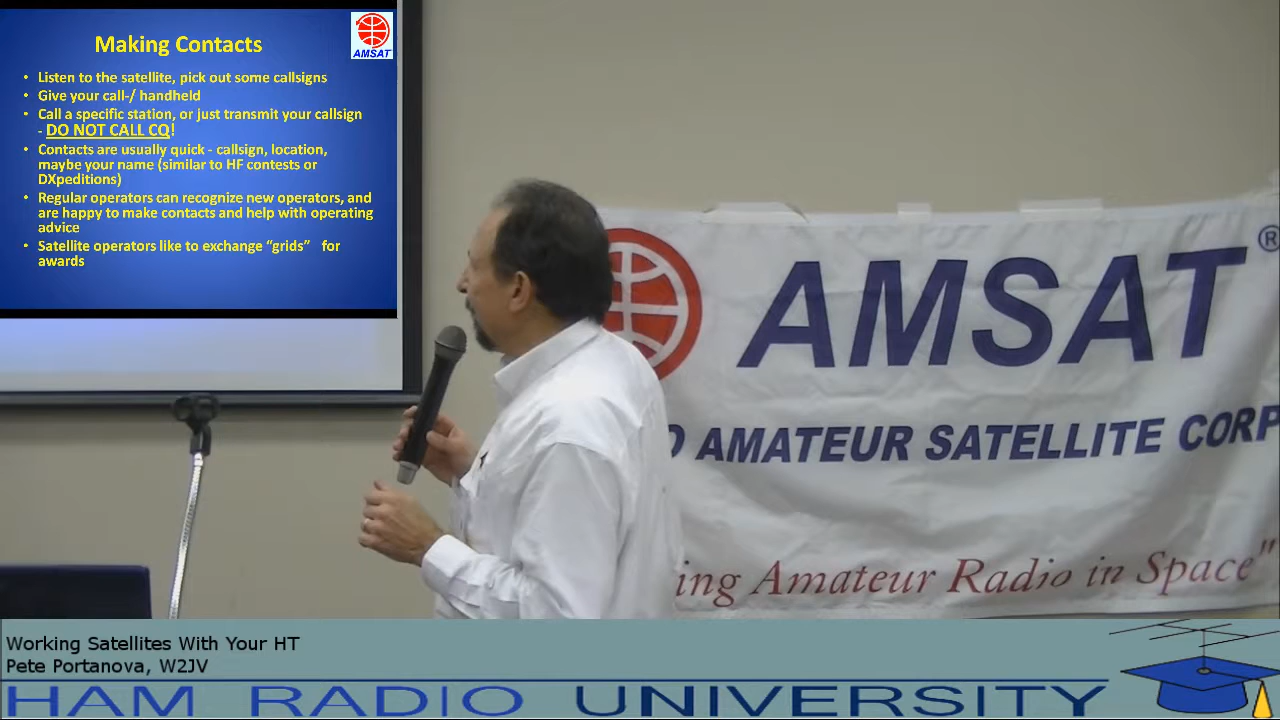 Making Contacts
AMSAT
• Listen to the satellite, pick out some callsigns
• Give your call-/ handheld
• Call a specific station, or just transmit your callsign
- DO NOT CALL CQ!
• Contacts are usually quick - callsign, location,
maybe your name (similar to HF contests or
DXpeditions)
• Regular operators can recognize new operators, and
are happy to make contacts and help with operating
advice
• Satellite operators like to exchange “grids” for
awards
AMSAT®
O AMATEUR SATELLITE CORP
ing Amateur Radio in Space"
Working Satellites With Your HT
Pete Portanova, W2JV
HAM RADIO UNIVERSITY